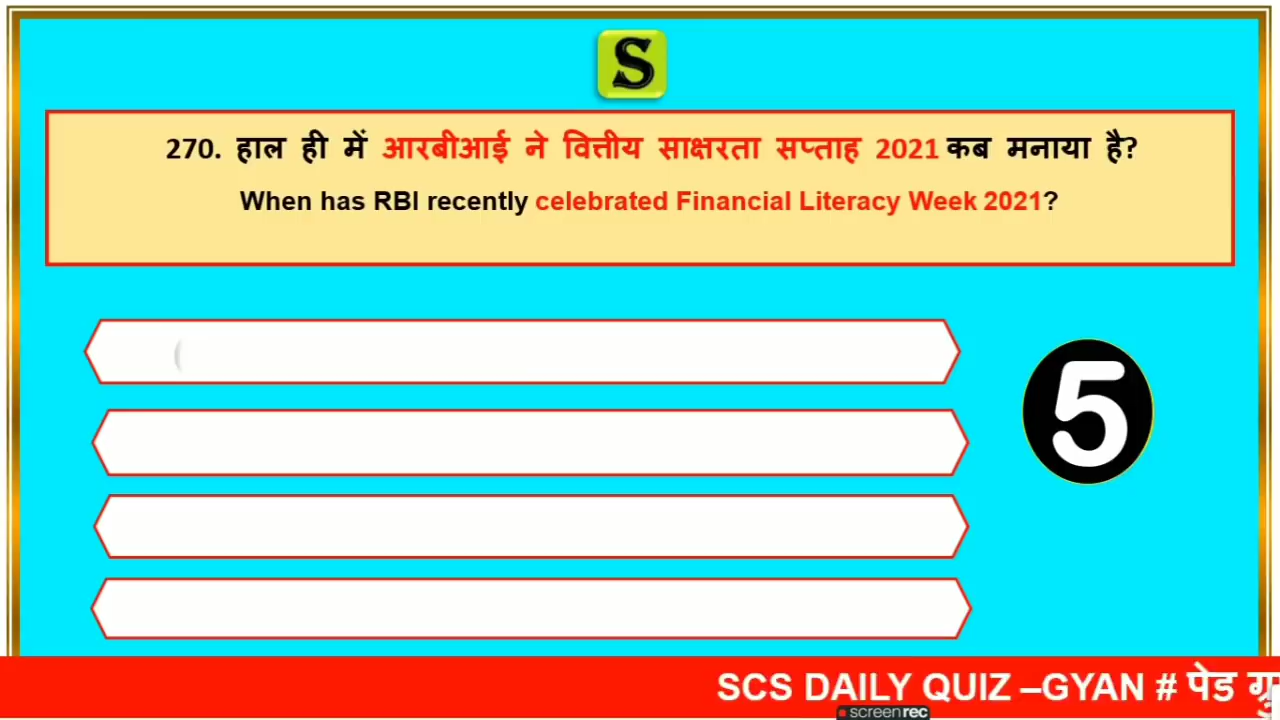 S
270. हाल ही में आरबीआई ने वित्तीय साक्षरता सप्ताह 2021 कब मनाया है?
When has RBI recently celebrated Financial Literacy Week 2021?
(
5
SCS DAILY QUIZ –GYAN # पेड
screenrec